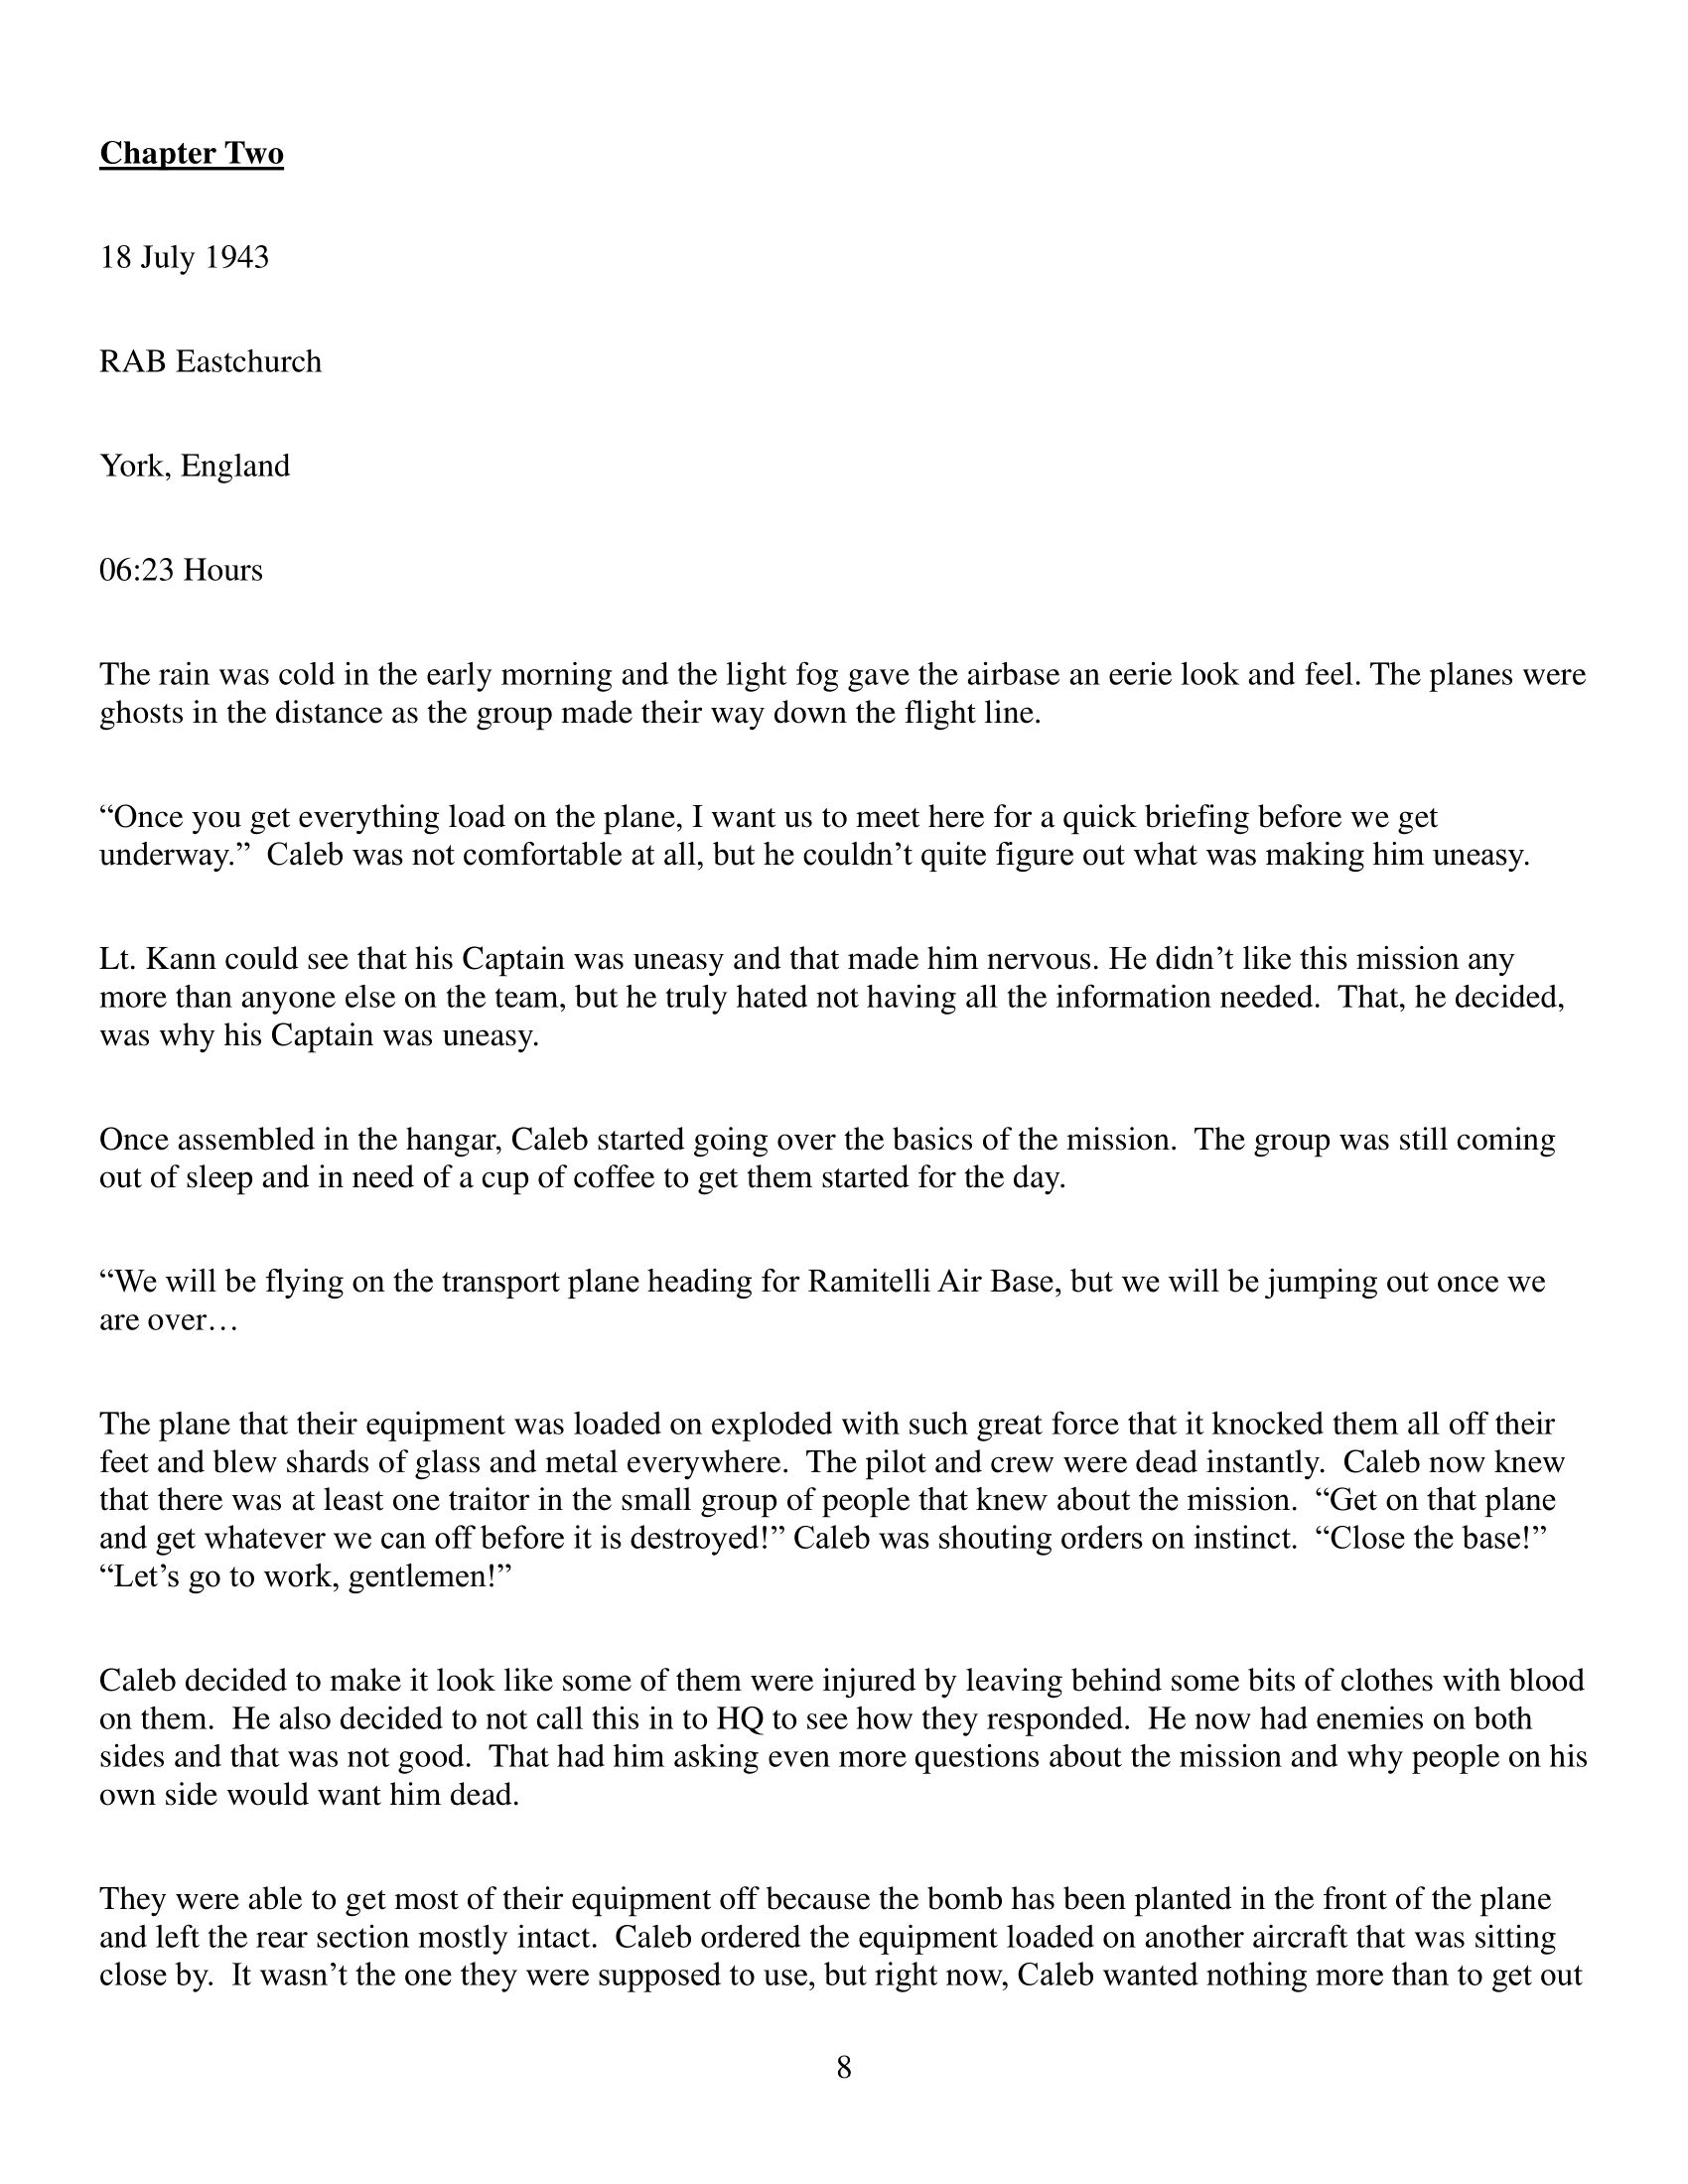 Chapter Two
18 July 1943
RAB Eastchurch
York, England
06:23 Hours
The rain was cold in the early morning and the light fog gave the airbase an eerie look and feel. The planes were
ghosts in the distance as the group made their way down the flight line.
“Once you get everything load on the plane, I want us to meet here for a quick briefing before we get
underway.”  Caleb was not comfortable at all, but he couldn’t quite figure out what was making him uneasy.
Lt. Kann could see that his Captain was uneasy and that made him nervous. He didn’t like this mission any
more than anyone else on the team, but he truly hated not having all the information needed.  That, he decided,
was why his Captain was uneasy.
Once assembled in the hangar, Caleb started going over the basics of the mission.  The group was still coming
out of sleep and in need of a cup of coffee to get them started for the day.
“We will be flying on the transport plane heading for Ramitelli Air Base, but we will be jumping out once we
are over…
The plane that their equipment was loaded on exploded with such great force that it knocked them all off their
feet and blew shards of glass and metal everywhere.  The pilot and crew were dead instantly.  Caleb now knew
that there was at least one traitor in the small group of people that knew about the mission.  “Get on that plane
and get whatever we can off before it is destroyed!” Caleb was shouting orders on instinct.  “Close the base!”
“Let’s go to work, gentlemen!”
Caleb decided to make it look like some of them were injured by leaving behind some bits of clothes with blood
on them.  He also decided to not call this in to HQ to see how they responded.  He now had enemies on both
sides and that was not good.  That had him asking even more questions about the mission and why people on his
own side would want him dead.
They were able to get most of their equipment off because the bomb has been planted in the front of the plane
and left the rear section mostly intact.  Caleb ordered the equipment loaded on another aircraft that was sitting
close by.  It wasn’t the one they were supposed to use, but right now, Caleb wanted nothing more than to get out
8